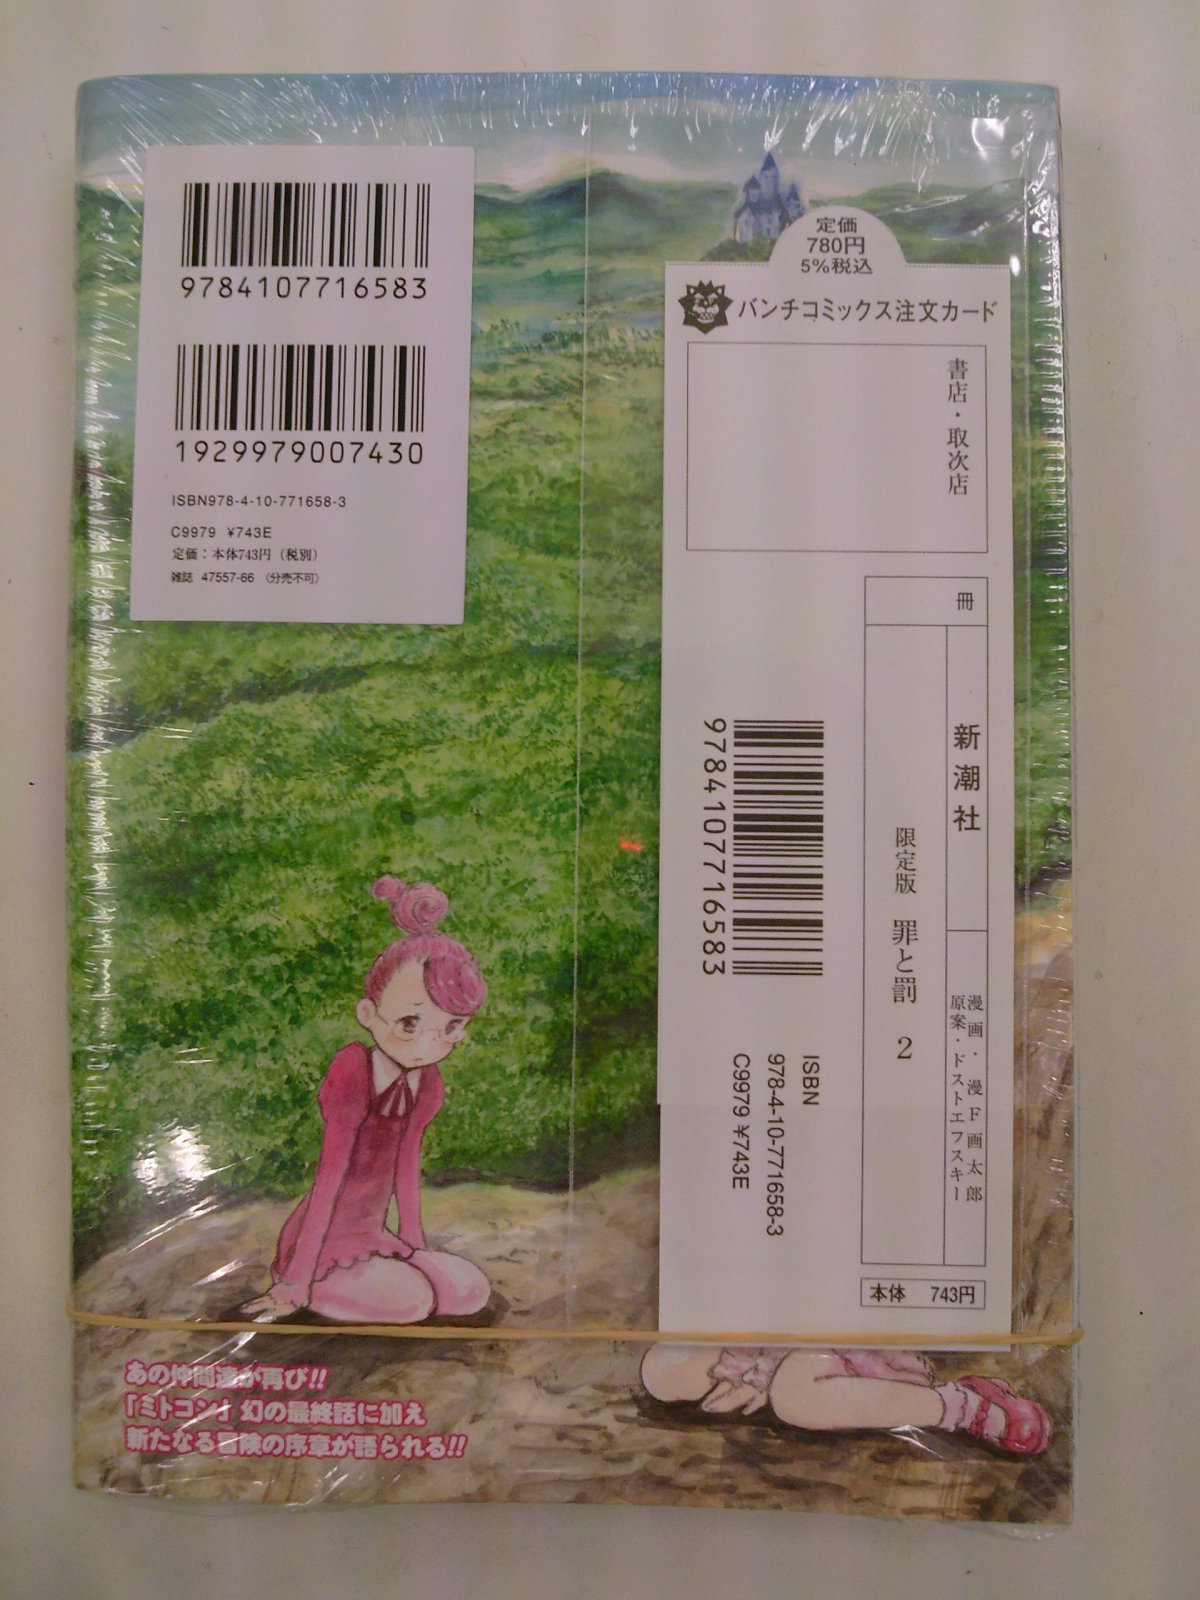 9784107716583
1929979007430
ISBN978-4-10-771658-3
C9979 ¥743E
定価：本体743円（税別）
雑誌 47557-66 （分売不可）
定価
780円
5%税込
バンチコミックス注文カード
書店・取次店
冊
新潮社
限定版 罪と罰 2
漫画・漫F画太郎
原案・ドストエフスキー
9784107716583
ISBN
978-4-10-771658-3
C9979 ¥743E
本体 743円
あの仲間達が再び!!
「ミトコン」幻の最終話に加え
新たなる冒険の序章が語られる!!